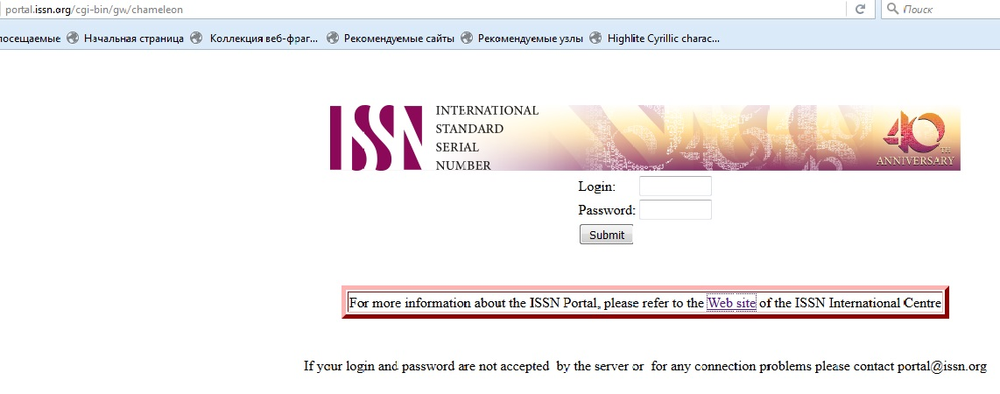 portal.issn.org/cgi-bin/gw/chameleon
Поиск
посещаемые Начальная страница Коллекция веб-фраг... Рекомендуемые сайты Рекомендуемые узлы Highlite Cyrillic charac...
ISSN
INTERNATIONAL
STANDARD
SERIAL
NUMBER
40
TH
ANNIVERSARY
Login:
Password:
Submit
For more information about the ISSN Portal, please refer to the Web site of the ISSN International Centre
If your login and password are not accepted by the server or for any connection problems please contact portal@issn.org